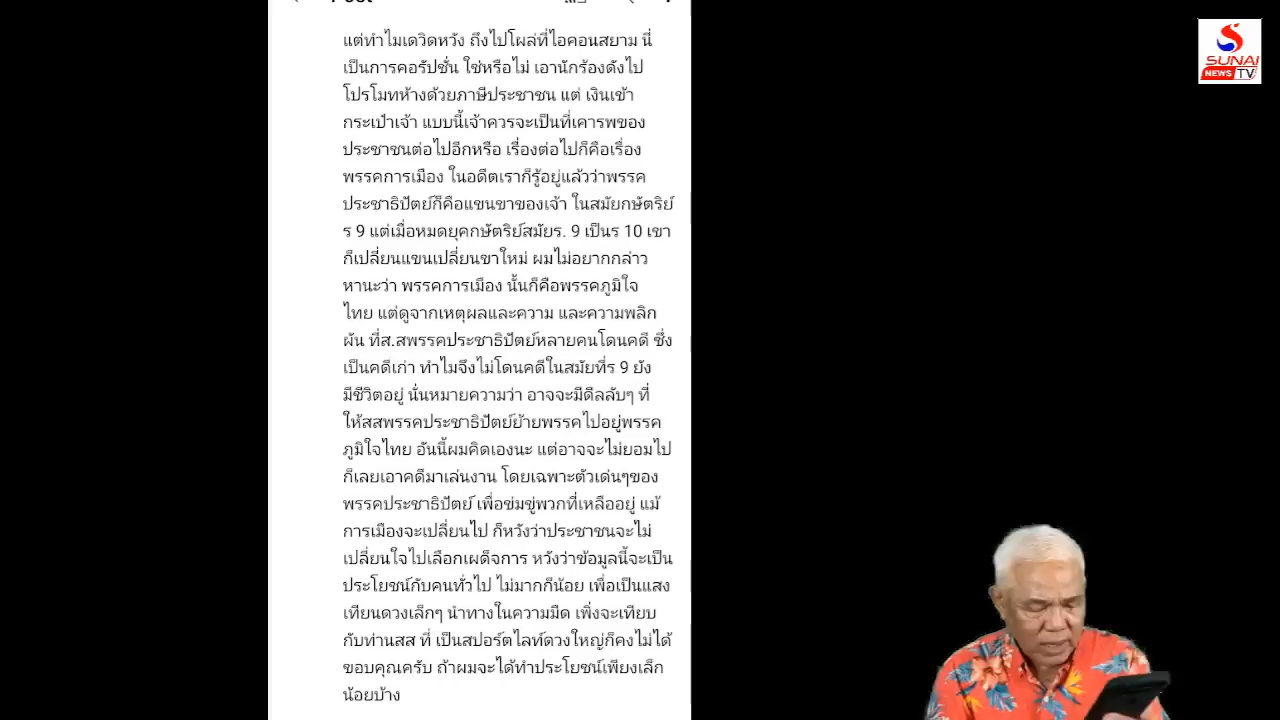 แต่ทำไมเดวิดหวัง ถึงไปโผล่ที่ไอคอนสยาม นี่
เป็นการคอรัปชั่น ใช่หรือไม่ เอานักร้องดังไป
โปรโมทห้างด้วยภาษีประชาชน แต่ เงินเข้า
กระเป๋าเจ้า แบบนี้เจ้าควรจะเป็นที่เคารพของ
ประชาชนต่อไปอีกหรือ เรื่องต่อไปก็คือเรื่อง
พรรคการเมือง ในอดีตเราก็รู้อยู่แล้วว่าพรรค
ประชาธิปัตย์ก็คือแขนขาของเจ้า ในสมัยกษัตริย์
ร 9 แต่เมื่อหมดยุคกษัตริย์สมัยร. 9 เป็นร 10 เขา
ก็เปลี่ยนแขนเปลี่ยนขาใหม่ ผมไม่อยากกล่าว
หานะว่า พรรคการเมือง นั้นก็คือพรรคภูมิใจ
ไทย แต่ดูจากเหตุผลและความ และความพลิก
ผัน ที่ส.สพรรคประชาธิปัตย์หลายคนโดนคดี ซึ่ง
เป็นคดีเก่า ทำไมจึงไม่โดนคดีในสมัยที่ร 9 ยัง
มีชีวิตอยู่ นั่นหมายความว่า อาจจะมีดีลลับๆ ที่
ให้สสพรรคประชาธิปัตย์ย้ายพรรคไปอยู่พรรค
ภูมิใจไทย อันนี้ผมคิดเองนะ แต่อาจจะไม่ยอมไป
ก็เลยเอาคดีมาเล่นงาน โดยเฉพาะตัวเด่นๆของ
พรรคประชาธิปัตย์ เพื่อข่มขู่พวกที่เหลืออยู่ แม้
การเมืองจะเปลี่ยนไป ก็หวังว่าประชาชนจะไม่
เปลี่ยนใจไปเลือกเผด็จการ หวังว่าข้อมูลนี้จะเป็น
ประโยชน์กับคนทั่วไป ไม่มากก็น้อย เพื่อเป็นแสง
เทียนดวงเล็กๆ นำทางในความมืด เพิ่งจะเทียบ
กับท่านสส ที่ เป็นสปอร์ตไลท์ดวงใหญ่ก็คงไม่ได้
ขอบคุณครับ ถ้าผมจะได้ทำประโยชน์เพียงเล็ก
น้อยบ้าง
SUNAI
NEWS TV